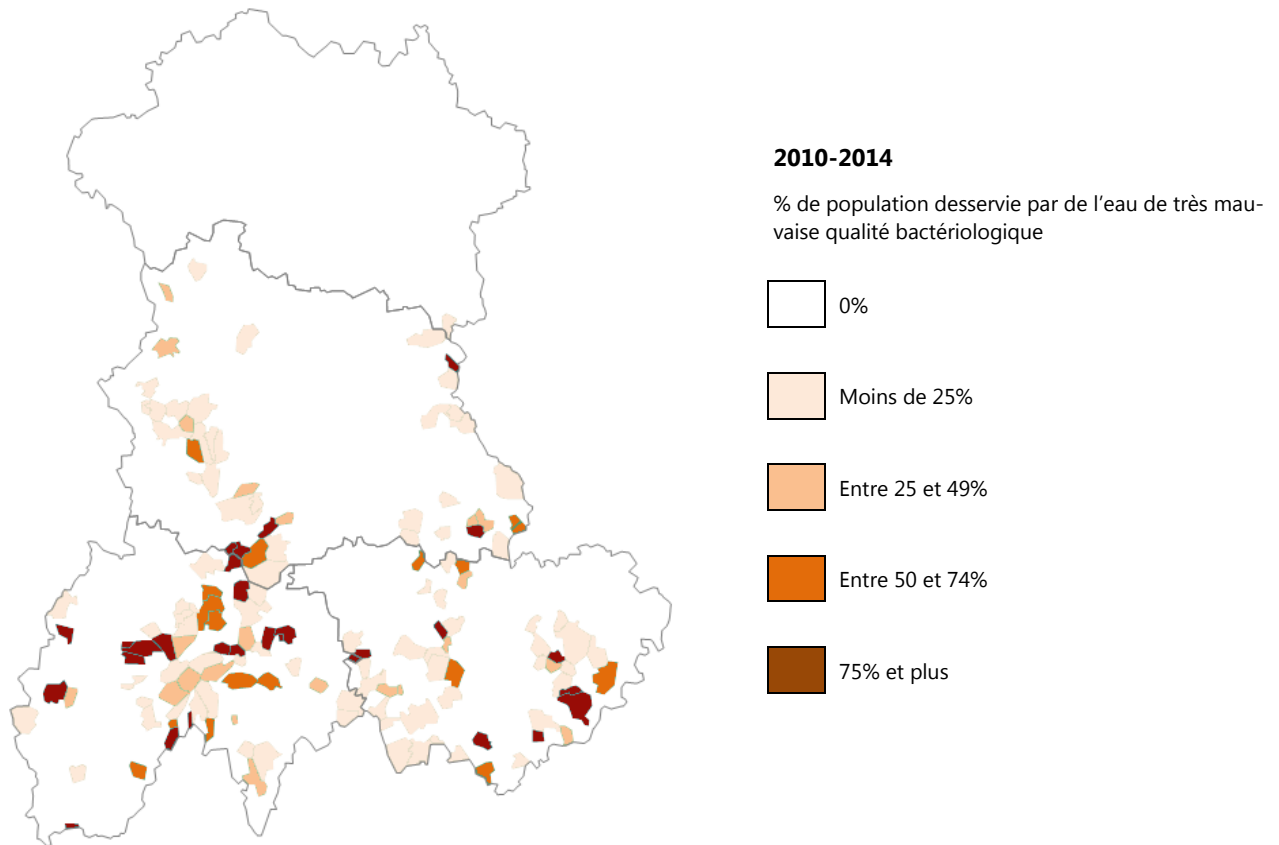 2010-2014
% de population desservie par de l'eau de très mau-
vaise qualité bactériologique
0%
Moins de 25%
Entre 25 et 49%
Entre 50 et 74%
75% et plus